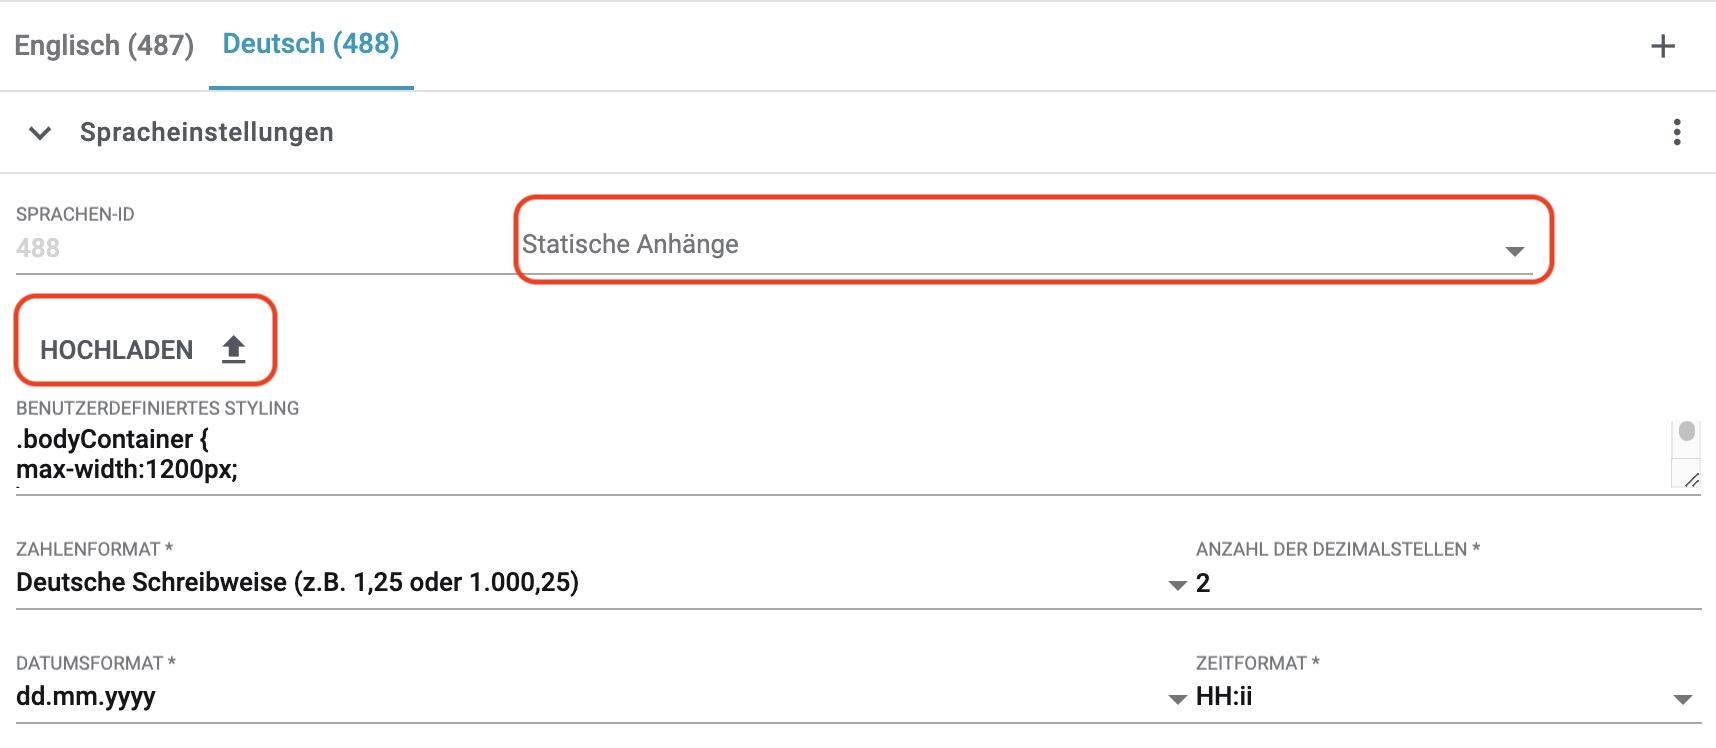 Englisch (487) Deutsch (488)
Spracheinstellungen
SPRACHEN-ID
488
Statische Anhänge
HOCHLADEN
BENUTZERDEFINIERTES STYLING
.bodyContainer {
max-width:1200px;
ZAHLENFORMAT *
Deutsche Schreibweise (z.B. 1,25 oder 1.000,25)
ANZAHL DER DEZIMALSTELLEN *
2
DATUMSFORMAT *
dd.mm.yyyy
ZEITFORMAT *
HH:ii